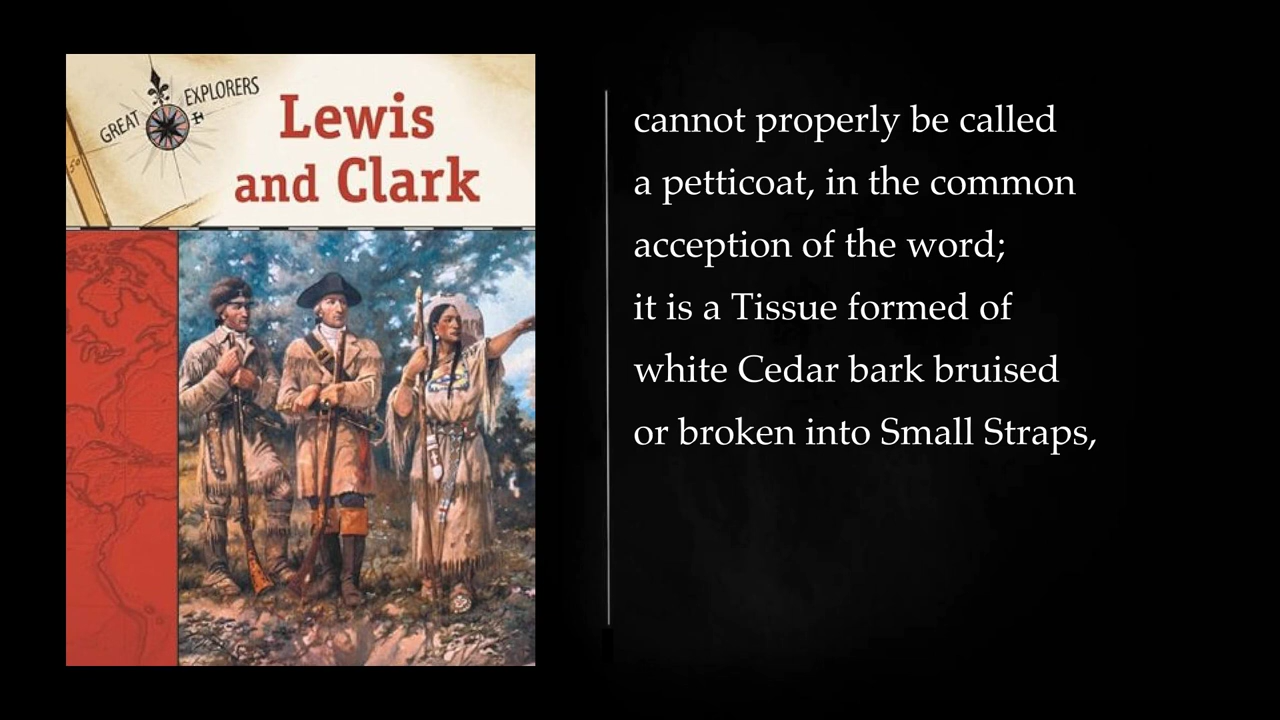 GREAT EXPLORERS
Lewis
and Clark
50
cannot properly be called
a petticoat, in the common
acception of the word;
it is a Tissue formed of
white Cedar bark bruised
or broken into Small Straps,